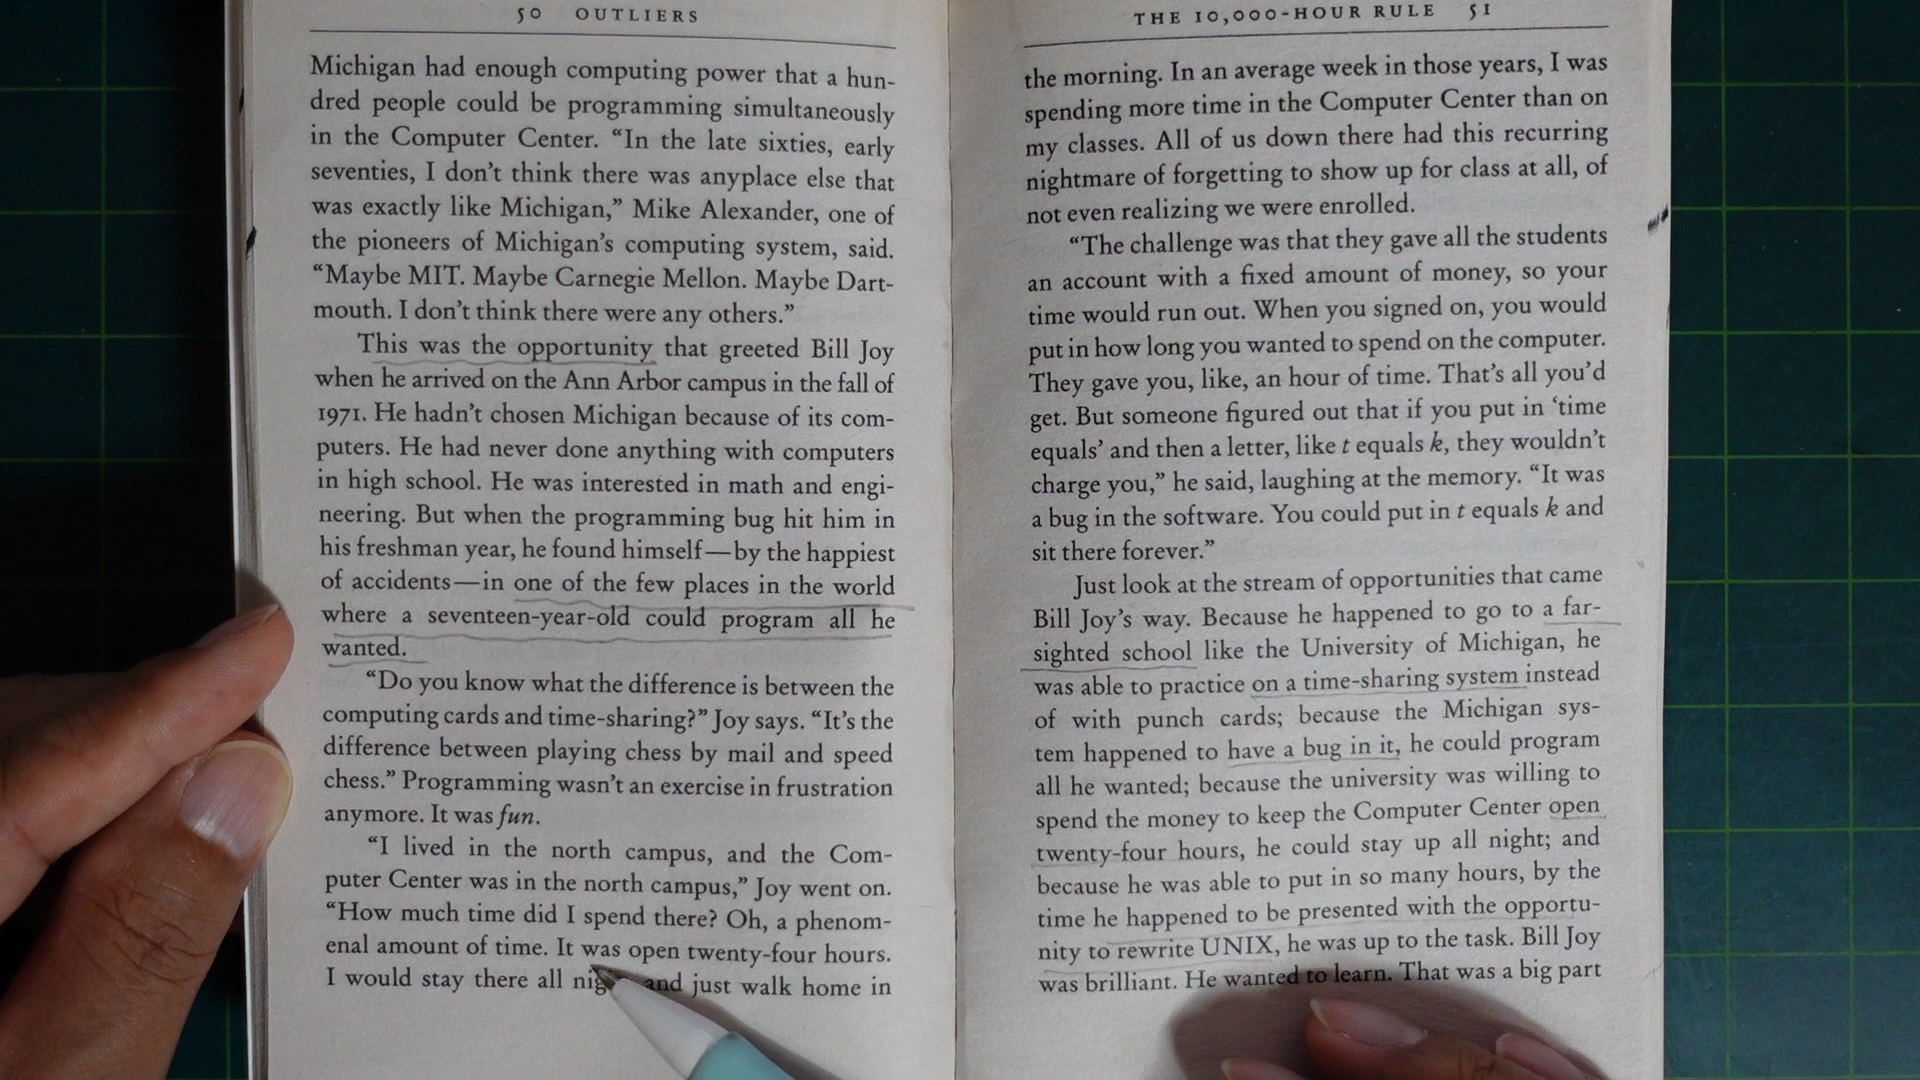 50 OUTLIERS
Michigan had enough computing power that a hun-
dred people could be programming simultaneously
in the Computer Center. “In the late sixties, early
seventies, I don’t think there was anyplace else that
was exactly like Michigan,” Mike Alexander, one of
the pioneers of Michigan’s computing system, said.
“Maybe MIT. Maybe Carnegie Mellon. Maybe Dart-
mouth. I don’t think there were any others.”
This was the opportunity that greeted Bill Joy
when he arrived on the Ann Arbor campus in the fall of
1971. He hadn’t chosen Michigan because of its com-
puters. He had never done anything with computers
in high school. He was interested in math and engi-
neering. But when the programming bug hit him in
his freshman year, he found himself—by the happiest
of accidents—in one of the few places in the world
where a seventeen-year-old could program all he
wanted.
“Do you know what the difference is between the
computing cards and time-sharing?” Joy says. “It’s the
difference between playing chess by mail and speed
chess.” Programming wasn’t an exercise in frustration
anymore. It was fun.
“I lived in the north campus, and the Com-
puter Center was in the north campus,” Joy went on.
“How much time did I spend there? Oh, a phenom-
enal amount of time. It was open twenty-four hours.
I would stay there all and just walk home in
THE 10,000-HOUR RULE 51
the morning. In an average week in those years, I was
spending more time in the Computer Center than on
my classes. All of us down there had this recurring
nightmare of forgetting to show up for class at all, of
not even realizing we were enrolled.
“The challenge was that they gave all the students
an account with a fixed amount of money, so your
time would run out. When you signed on, you would
put in how long you wanted to spend on the computer.
They gave you, like, an hour of time. That’s all you’d
get. But someone figured out that if you put in ‘time
equals’ and then a letter, like t equals k, they wouldn’t
charge you,” he said, laughing at the memory. “It was
a bug in the software. You could put in t equals k and
sit there forever.”
Just look at the stream of opportunities that came
Bill Joy’s way. Because he happened to go to a far-
sighted school like the University of Michigan, he
was able to practice on a time-sharing system instead
of with punch cards; because the Michigan sys-
tem happened to have a bug in it, he could program
all he wanted; because the university was willing to
spend the money to keep the Computer Center open
twenty-four hours, he could stay up all night; and
because he was able to put in so many hours, by the
time he happened to be presented with the opportu-
nity to rewrite UNIX, he was up to the task. Bill Joy
was brilliant. He wanted to learn. That was a big part